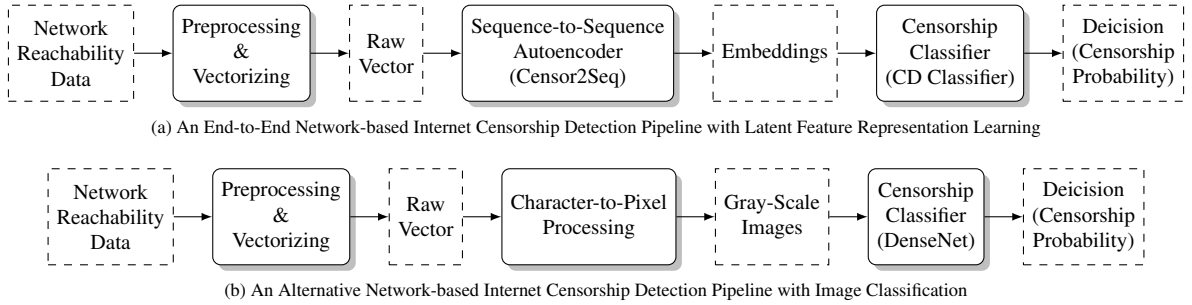 Network
Reachability
Data
Preprocessing
&
Vectorizing
Raw
Vector
Sequence-to-Sequence
Autoencoder
(Censor2Seq)
Embeddings
Censorship
Classifier
(CD Classifier)
Deicision
(Censorship
Probability)
(a) An End-to-End Network-based Internet Censorship Detection Pipeline with Latent Feature Representation Learning
Network
Reachability
Data
Preprocessing
&
Vectorizing
Raw
Vector
Character-to-Pixel
Processing
Gray-Scale
Images
Censorship
Classifier
(DenseNet)
Deicision
(Censorship
Probability)
(b) An Alternative Network-based Internet Censorship Detection Pipeline with Image Classification